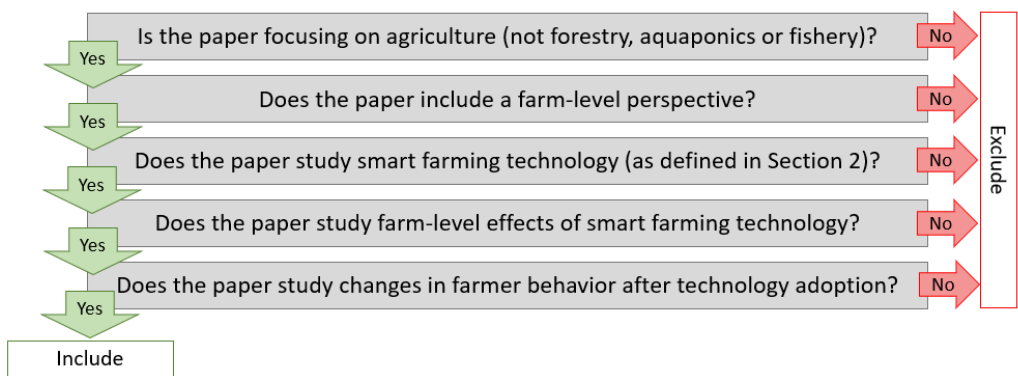 Is the paper focusing on agriculture (not forestry, aquaponics or fishery)?
No
Yes
Does the paper include a farm-level perspective?
No
Yes
Does the paper study smart farming technology (as defined in Section 2)?
No
Yes
Does the paper study farm-level effects of smart farming technology?
No
Yes
Does the paper study changes in farmer behavior after technology adoption?
No
Yes
Exclude
Include